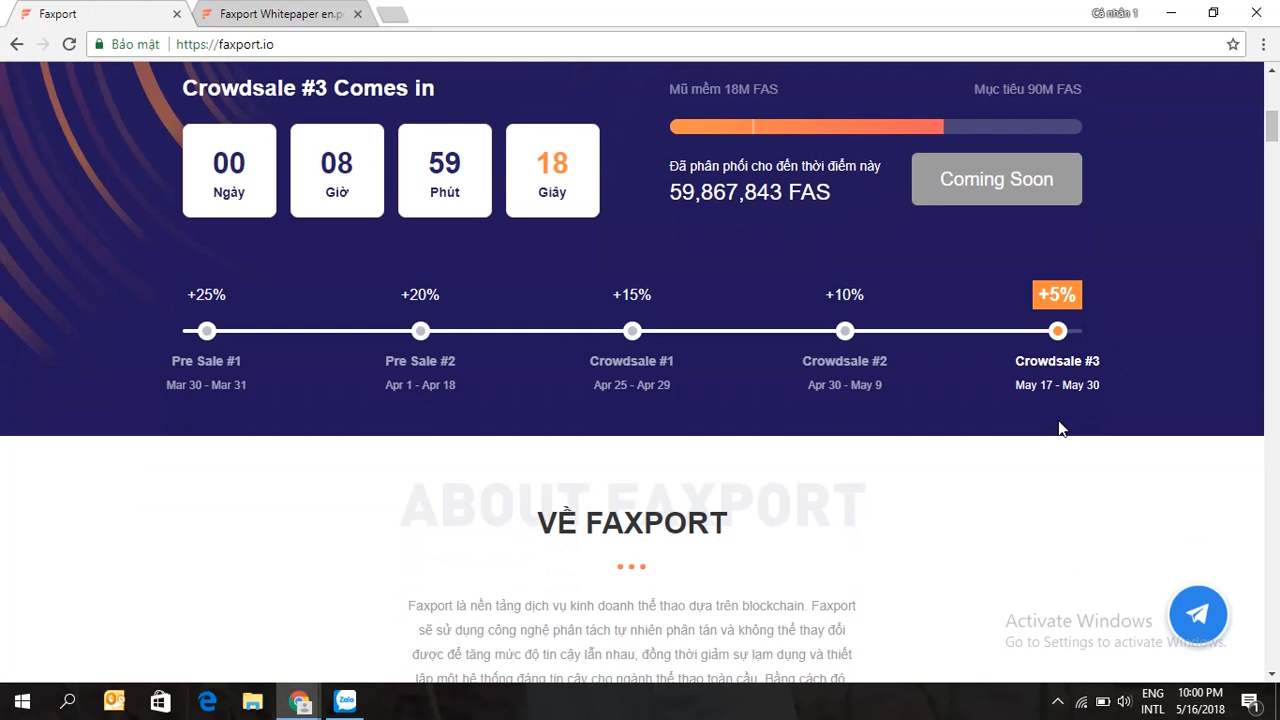 Faxport
Faxport Whitepaper en.p
Cá nhân 1
Bảo mật
https://faxport.io
Crowdsale #3 Comes in
Mũ mềm 18M FAS
Mục tiêu 90M FAS
00
08
59
18
Ngày
Giờ
Phút
Giây
Đã phân phối cho đến thời điểm này
59,867,843 FAS
Coming Soon
+25%
+20%
+15%
+10%
+5%
Pre Sale #1
Pre Sale #2
Crowdsale #1
Crowdsale #2
Crowdsale #3
Mar 30 - Mar 31
Apr 1 - Apr 18
Apr 25 - Apr 29
Apr 30 - May 9
May 17 - May 30
ABOUT FAXPORT
VỀ FAXPORT
Faxport là nền tảng dịch vụ kinh doanh thể thao dựa trên blockchain. Faxport
sẽ sử dụng công nghệ phân tách tự nhiên phân tán và không thể thay đổi
được để tăng mức độ tin cậy lẫn nhau, đồng thời giảm sự lạm dụng và thiết
lập một hệ thống đáng tin cậy cho ngành thể thao toàn cầu. Bằng cách đó
Activate Windows
Go to Settings to activate Windows.
Zalo
ENG
INTL
10:00 PM
5/16/2018
1